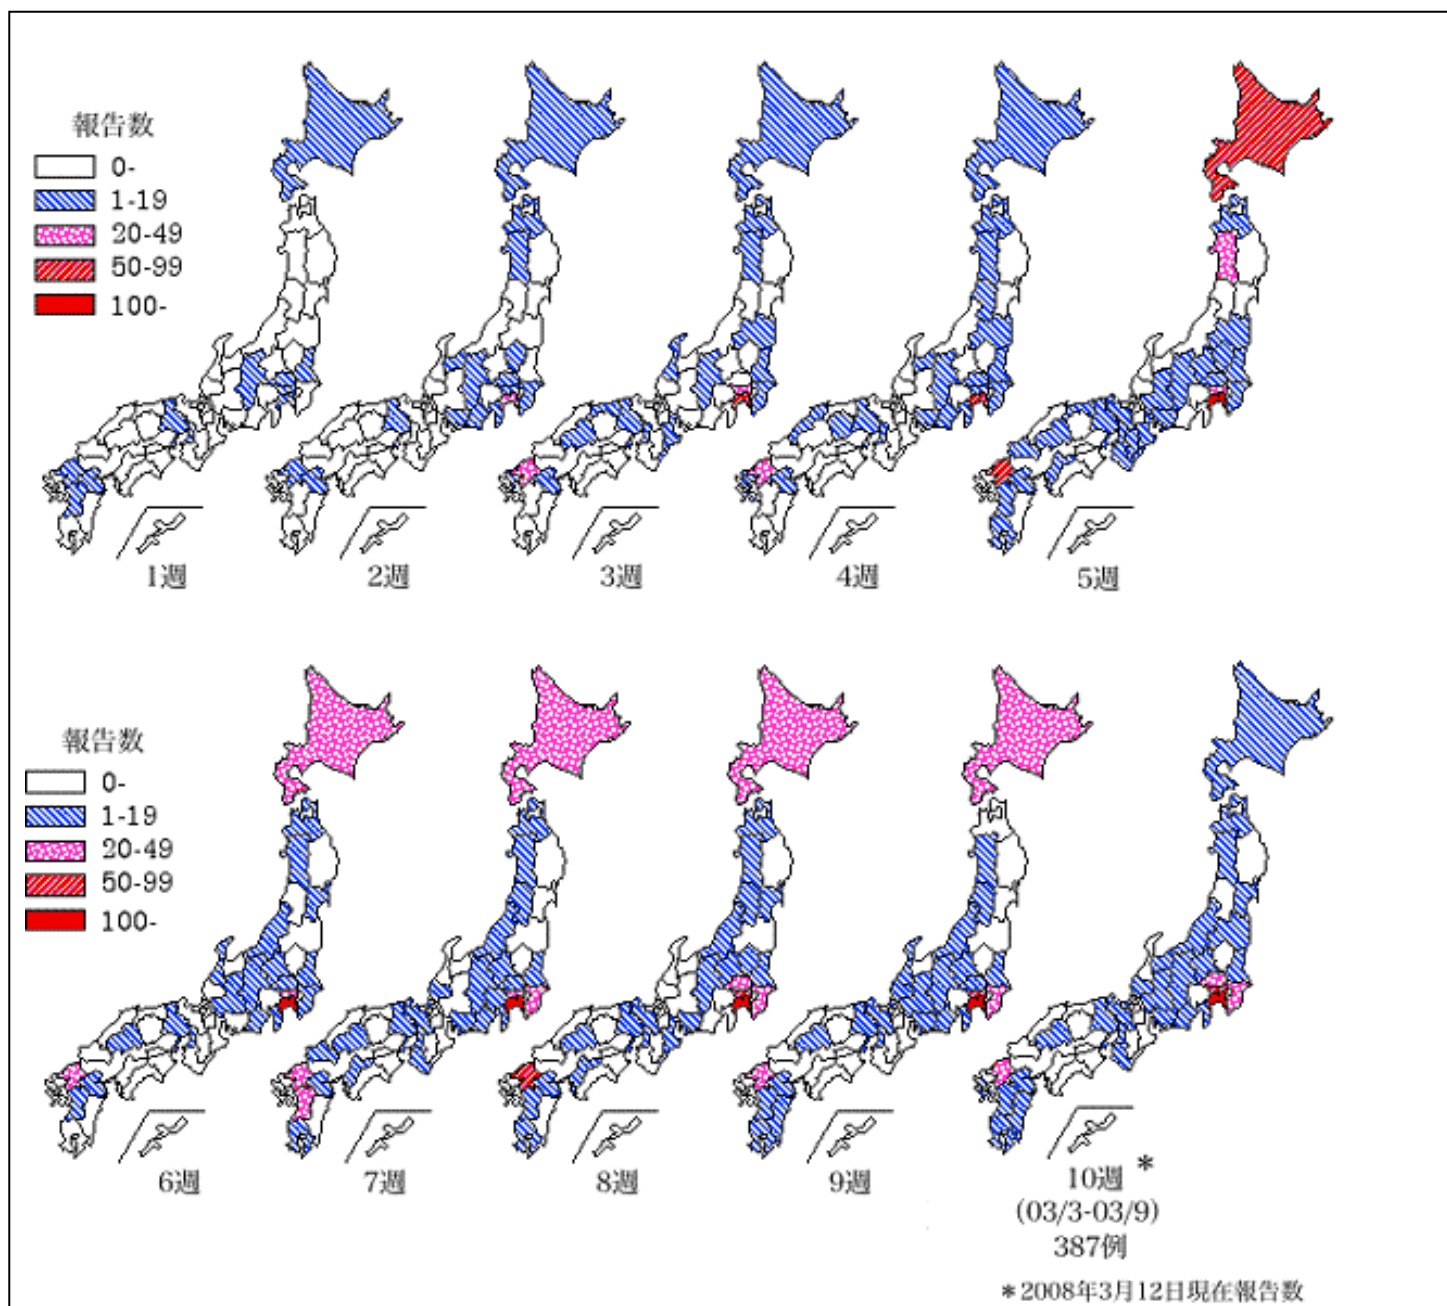 報告数
0-
1-19
20-49
50-99
100-
1週
2週
3週
4週
5週
報告数
0-
1-19
20-49
50-99
100-
6週
7週
8週
9週
10週 *
(03/3-03/9)
387例
*2008年3月12日現在報告数